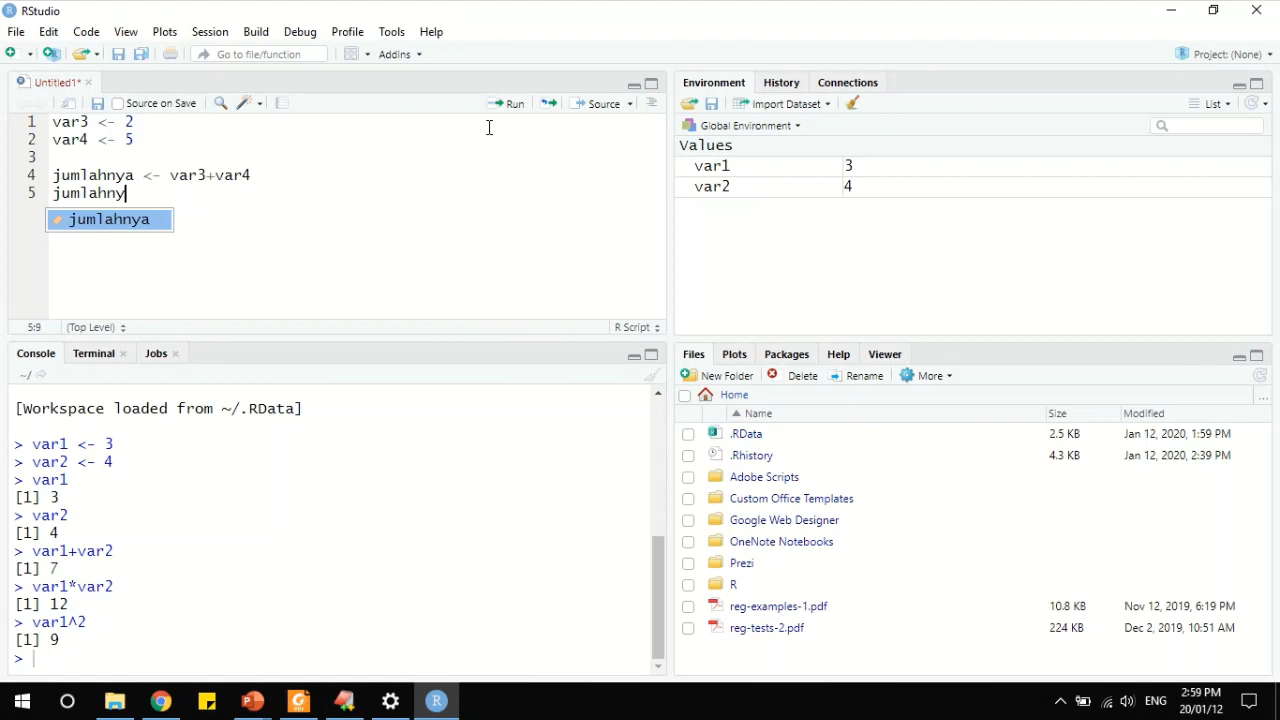 RStudio
File Edit Code View Plots Session Build Debug Profile Tools Help
Go to file/function Addins Project: (None)
Untitled1*
Source on Save Run Source
1 var3 <- 2
2 var4 <- 5
3
4 jumlahnya <- var3+var4
5 jumlahny
jumlahnya
5:9 (Top Level) R Script
Console Terminal Jobs
~/
[Workspace loaded from ~/.RData]
> var1 <- 3
> var2 <- 4
> var1
[1] 3
> var2
[1] 4
> var1+var2
[1] 7
> var1*var2
[1] 12
> var1^2
[1] 9
>
Environment History Connections
Import Dataset List
Global Environment
Values
var1 3
var2 4
Files Plots Packages Help Viewer
New Folder Delete Rename More
Home ...
Name Size Modified
.RData 2.5 KB Jan 12, 2020, 1:59 PM
.Rhistory 4.3 KB Jan 12, 2020, 2:39 PM
Adobe Scripts
Custom Office Templates
Google Web Designer
OneNote Notebooks
Prezi
R
reg-examples-1.pdf 10.8 KB Nov 12, 2019, 6:19 PM
reg-tests-2.pdf 224 KB Dec 2, 2019, 10:51 AM
ENG 2:59 PM
20/01/12